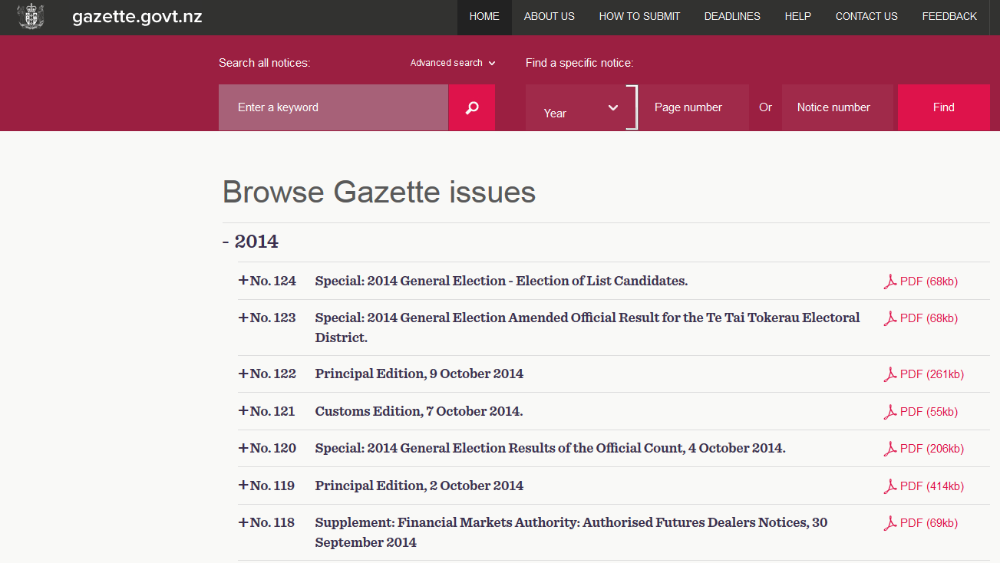 gazette.govt.nz
HOME ABOUT US HOW TO SUBMIT DEADLINES HELP CONTACT US FEEDBACK
Search all notices: Advanced search Find a specific notice:
Enter a keyword Year Page number Or Notice number Find
Browse Gazette issues
- 2014
+No. 124 Special: 2014 General Election - Election of List Candidates. PDF (68kb)
+No. 123 Special: 2014 General Election Amended Official Result for the Te Tai Tokerau Electoral PDF (68kb)
District.
+No. 122 Principal Edition, 9 October 2014 PDF (261kb)
+No. 121 Customs Edition, 7 October 2014. PDF (55kb)
+No. 120 Special: 2014 General Election Results of the Official Count, 4 October 2014. PDF (206kb)
+No. 119 Principal Edition, 2 October 2014 PDF (414kb)
+No. 118 Supplement: Financial Markets Authority: Authorised Futures Dealers Notices, 30 PDF (69kb)
September 2014